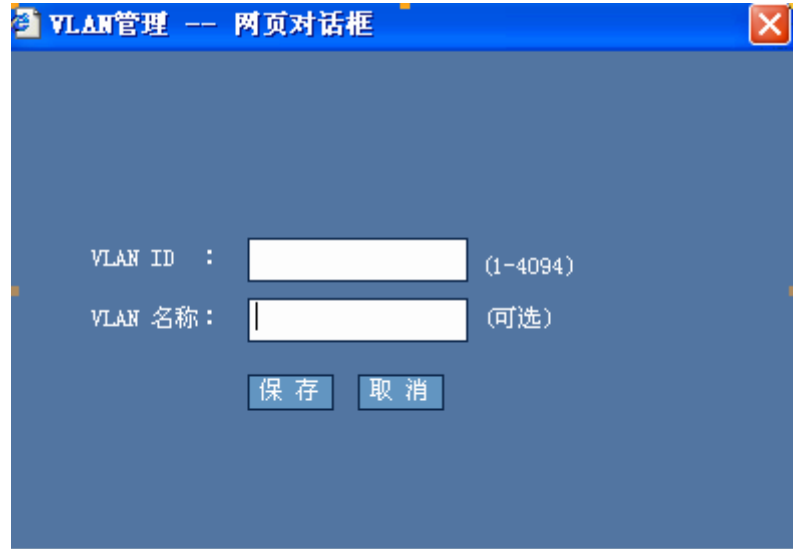 VLAN管理 -- 网页对话框
VLAN ID ： (1-4094)
VLAN 名称： (可选)
保 存 取 消